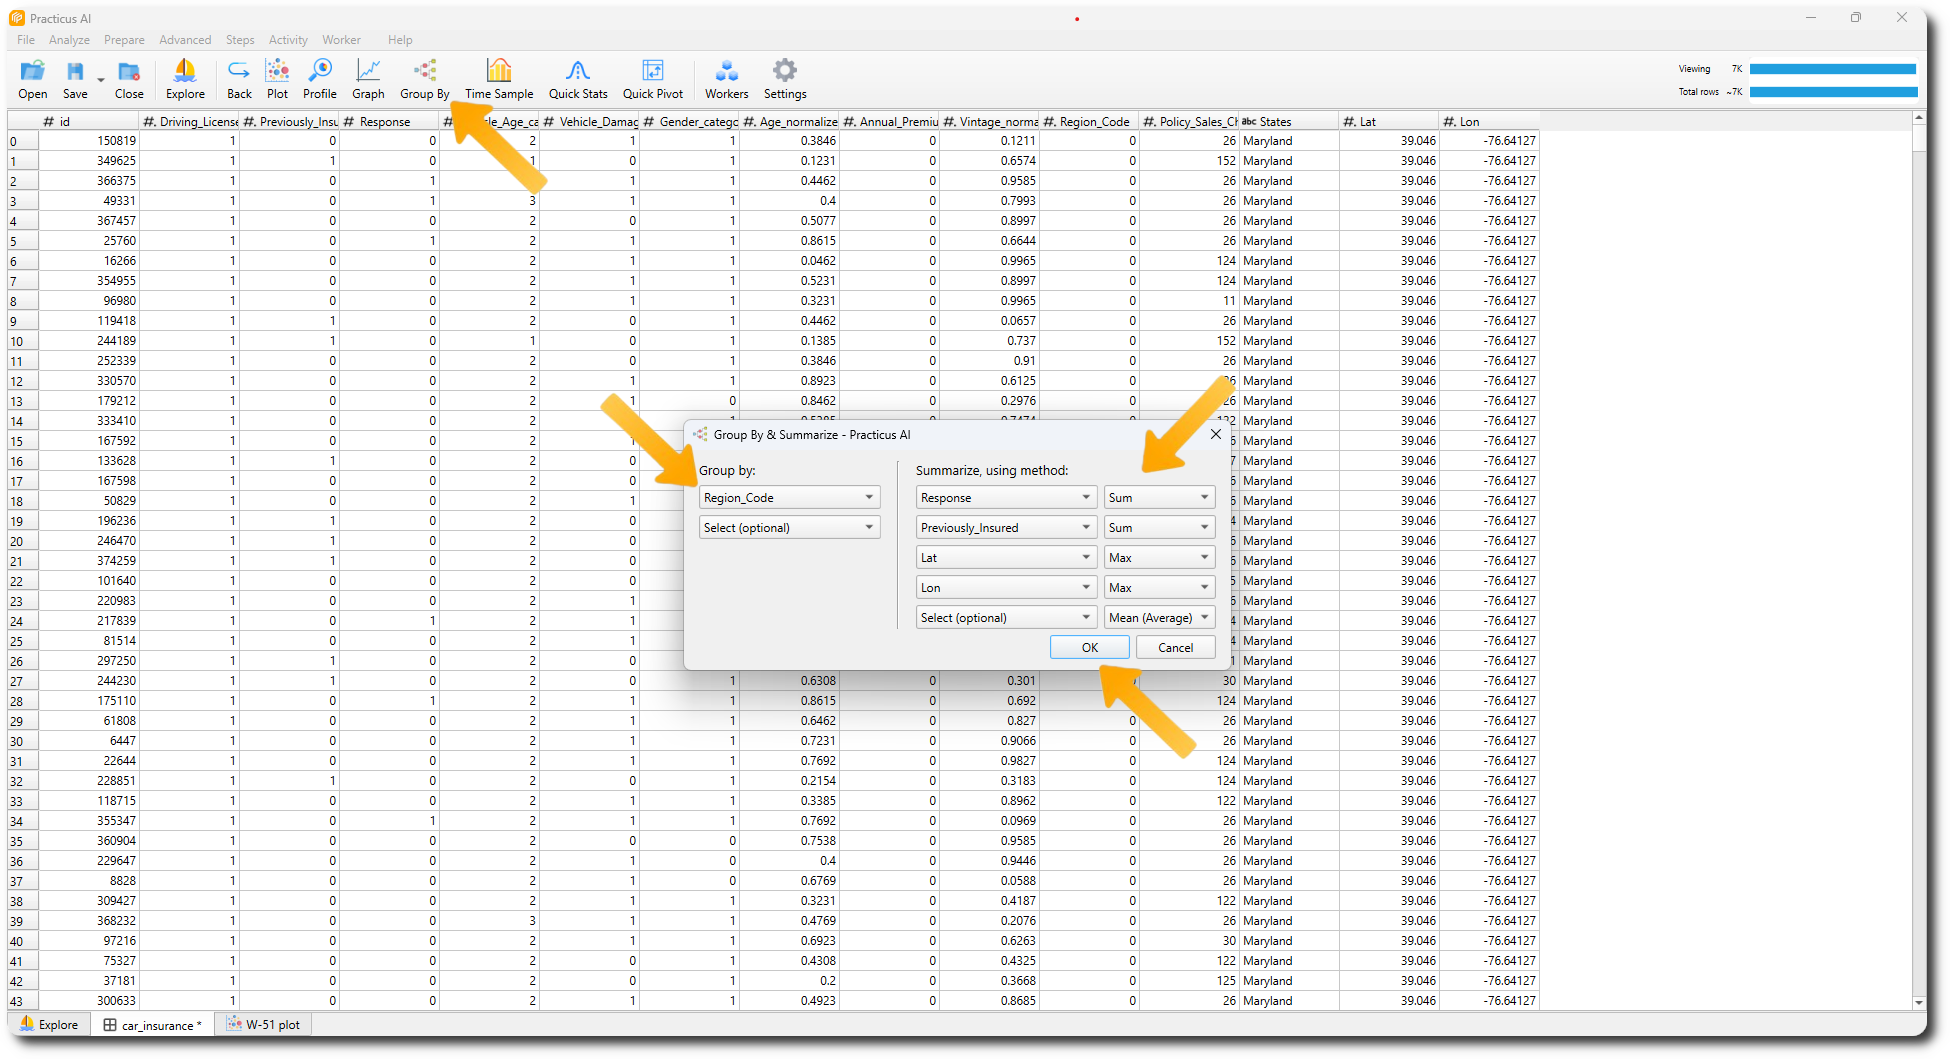 Practicus AI
File Analyze Prepare Advanced Steps Activity Worker Help
Open Save Close Explore Back Plot Profile Graph Group By Time Sample Quick Stats Quick Pivot Workers Settings
Viewing 7K
Total rows ~7K
# id #. Driving_License #. Previously_Insu # Response # cle_Age_ca # Vehicle_Damag # Gender_catego #. Age_normalize #. Annual_Premiu #. Vintage_norma #. Region_Code #. Policy_Sales_Ch abc States #. Lat #. Lon
0 150819 1 0 0 2 1 1 0.3846 0 0.1211 0 26 Maryland 39.046 -76.64127
1 349625 1 1 0 1 0 1 0.1231 0 0.6574 0 152 Maryland 39.046 -76.64127
2 366375 1 0 1 1 1 0.4462 0 0.9585 0 26 Maryland 39.046 -76.64127
3 49331 1 0 1 3 1 1 0.4 0 0.7993 0 26 Maryland 39.046 -76.64127
4 367457 1 0 0 2 0 1 0.5077 0 0.8997 0 26 Maryland 39.046 -76.64127
5 25760 1 0 1 2 1 1 0.8615 0 0.6644 0 26 Maryland 39.046 -76.64127
6 16266 1 0 0 2 1 1 0.0462 0 0.9965 0 124 Maryland 39.046 -76.64127
7 354955 1 0 0 2 1 1 0.5231 0 0.8997 0 124 Maryland 39.046 -76.64127
8 96980 1 0 0 2 1 1 0.3231 0 0.9965 0 11 Maryland 39.046 -76.64127
9 119418 1 1 0 2 0 1 0.4462 0 0.0657 0 26 Maryland 39.046 -76.64127
10 244189 1 1 0 1 0 1 0.1385 0 0.737 0 152 Maryland 39.046 -76.64127
11 252339 1 0 0 2 0 1 0.3846 0 0.91 0 26 Maryland 39.046 -76.64127
12 330570 1 0 0 2 1 1 0.8923 0 0.6125 0 Maryland 39.046 -76.64127
13 179212 1 0 0 2 1 0 0.8462 0 0.2976 0 26 Maryland 39.046 -76.64127
14 333410 1 0 0 2 Maryland 39.046 -76.64127
15 167592 1 0 0 2 Maryland 39.046 -76.64127
16 133628 1 1 0 2 0 Maryland 39.046 -76.64127
17 167598 1 0 0 2 0 Maryland 39.046 -76.64127
18 50829 1 0 0 2 1 Maryland 39.046 -76.64127
19 196236 1 1 0 2 0 Maryland 39.046 -76.64127
20 246470 1 1 0 2 0 Maryland 39.046 -76.64127
21 374259 1 1 0 2 0 Maryland 39.046 -76.64127
22 101640 1 0 0 2 0 Maryland 39.046 -76.64127
23 220983 1 0 0 2 1 Maryland 39.046 -76.64127
24 217839 1 0 1 2 1 Maryland 39.046 -76.64127
25 81514 1 0 0 2 1 Maryland 39.046 -76.64127
26 297250 1 1 0 2 0 Maryland 39.046 -76.64127
27 244230 1 1 0 2 0 1 0.6308 0 0.301 30 Maryland 39.046 -76.64127
28 175110 1 0 1 2 1 1 0.8615 0 0.692 0 124 Maryland 39.046 -76.64127
29 61808 1 0 0 2 1 1 0.6462 0 0.827 0 26 Maryland 39.046 -76.64127
30 6447 1 0 0 2 1 1 0.7231 0 0.9066 0 26 Maryland 39.046 -76.64127
31 22644 1 0 0 2 1 1 0.7692 0 0.9827 0 124 Maryland 39.046 -76.64127
32 228851 1 1 0 2 0 1 0.2154 0 0.3183 0 124 Maryland 39.046 -76.64127
33 118715 1 0 0 2 1 1 0.3385 0 0.8962 0 122 Maryland 39.046 -76.64127
34 355347 1 0 1 2 1 1 0.7692 0 0.0969 0 26 Maryland 39.046 -76.64127
35 360904 1 0 0 2 0 0 0.7538 0 0.9585 0 26 Maryland 39.046 -76.64127
36 229647 1 0 0 2 1 0 0.4 0 0.9446 0 26 Maryland 39.046 -76.64127
37 8828 1 0 0 2 1 0 0.6769 0 0.0588 0 26 Maryland 39.046 -76.64127
38 309427 1 0 0 2 1 1 0.3231 0 0.4187 0 122 Maryland 39.046 -76.64127
39 368232 1 0 0 3 1 1 0.4769 0 0.2076 0 26 Maryland 39.046 -76.64127
40 97216 1 0 0 2 1 1 0.6923 0 0.6263 0 30 Maryland 39.046 -76.64127
41 75327 1 0 0 2 0 1 0.4308 0 0.4325 0 122 Maryland 39.046 -76.64127
42 37181 1 0 0 2 0 1 0.2 0 0.3668 0 125 Maryland 39.046 -76.64127
43 300633 1 0 0 2 1 1 0.4923 0 0.8685 0 26 Maryland 39.046 -76.64127
Group By & Summarize - Practicus AI
Group by:
Region_Code
Select (optional)
Summarize, using method:
Response Sum
Previously_Insured Sum
Lat Max
Lon Max
Select (optional) Mean (Average)
OK Cancel
Explore car_insurance * W-51 plot